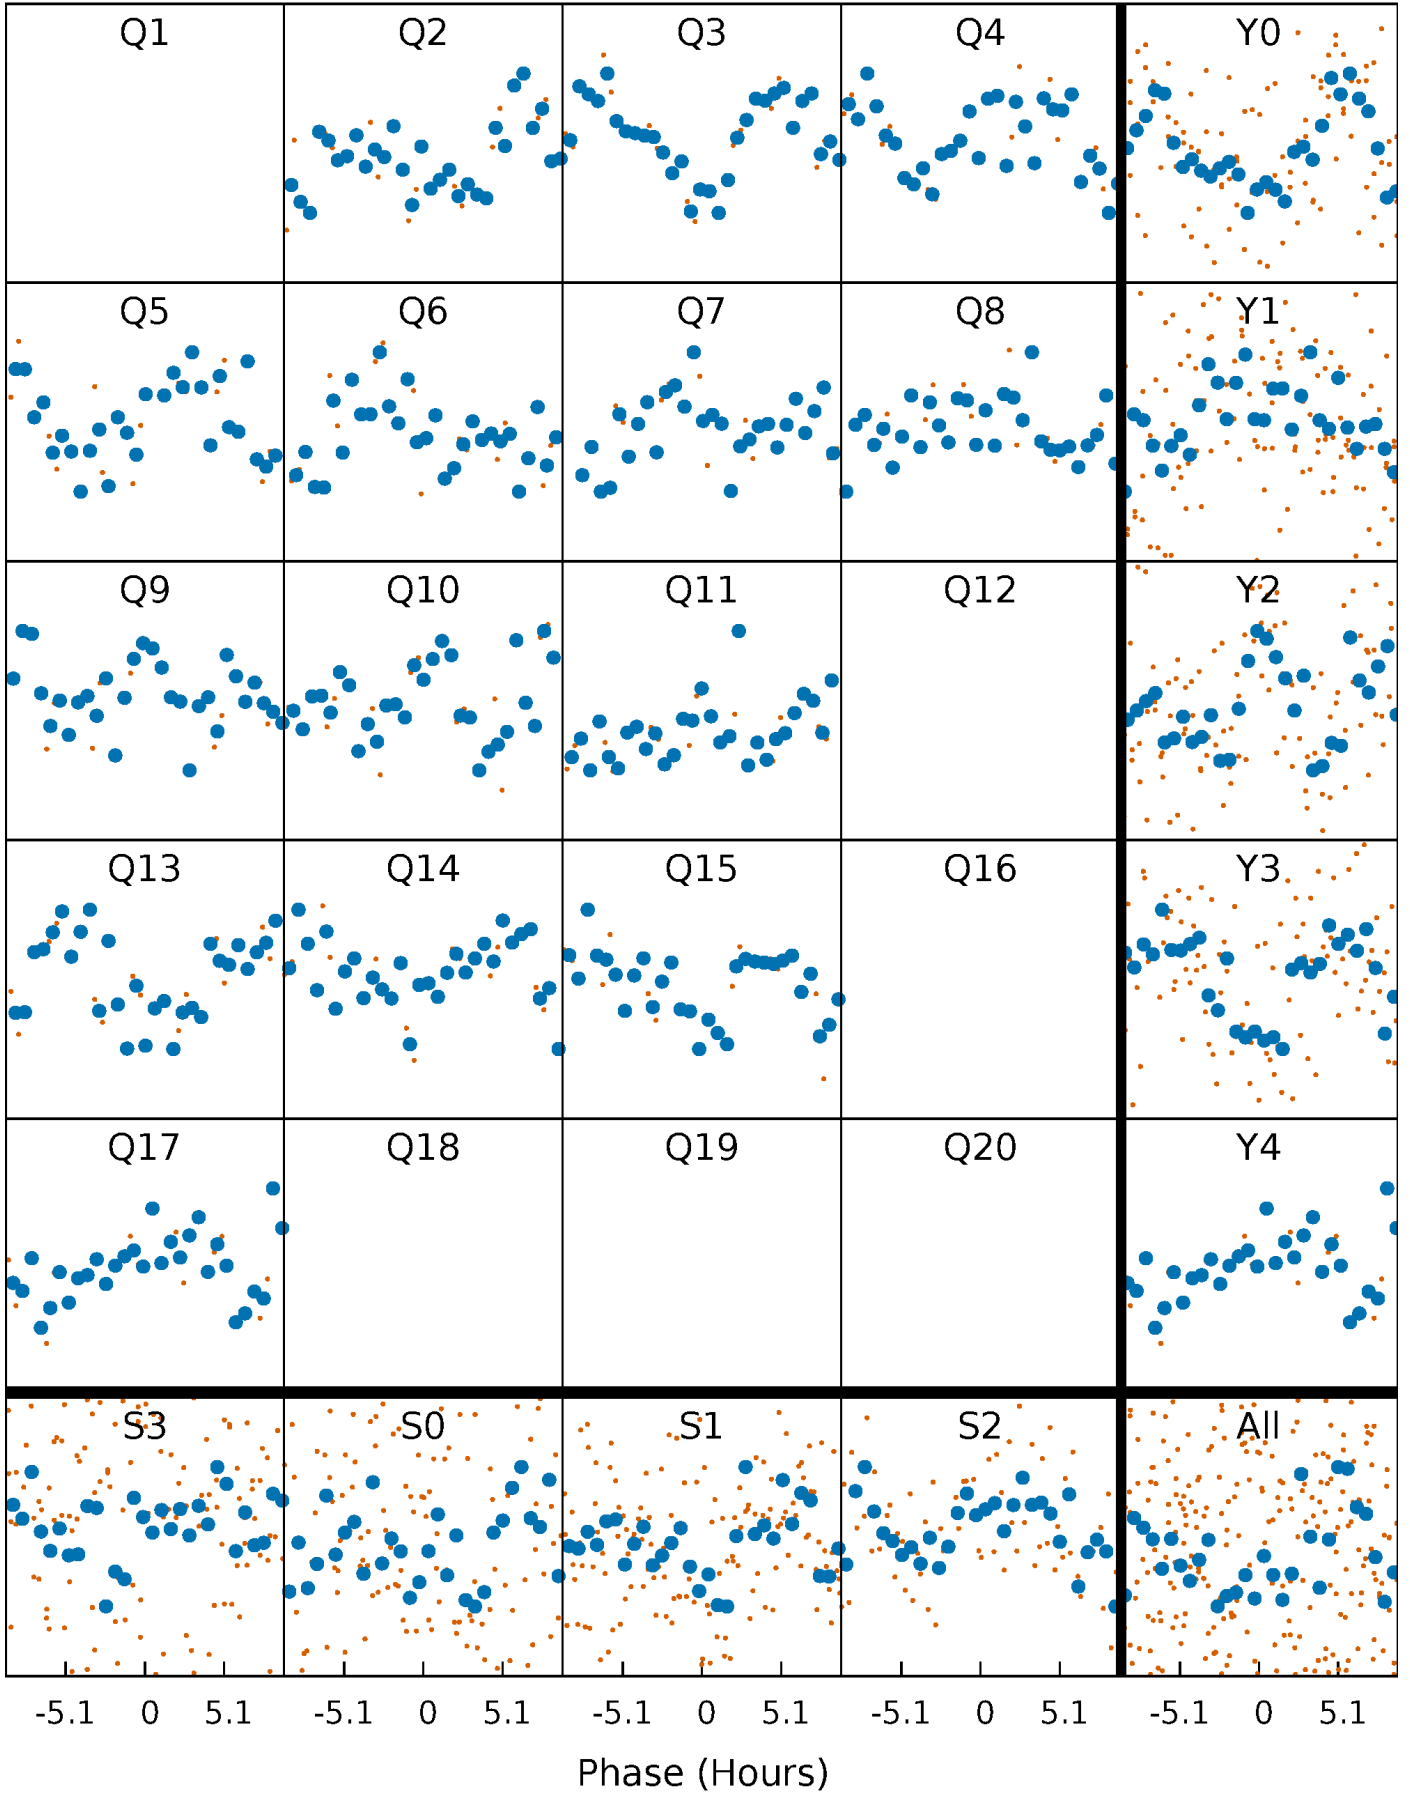 Q1 Q2 Q3 Q4 Y0
Q5 Q6 Q7 Q8 Y1
Q9 Q10 Q11 Q12 Y2
Q13 Q14 Q15 Q16 Y3
Q17 Q18 Q19 Q20 Y4
S3 S0 S1 S2 All
-5.1 0 5.1 -5.1 0 5.1 -5.1 0 5.1 -5.1 0 5.1 -5.1 0 5.1
Phase (Hours)